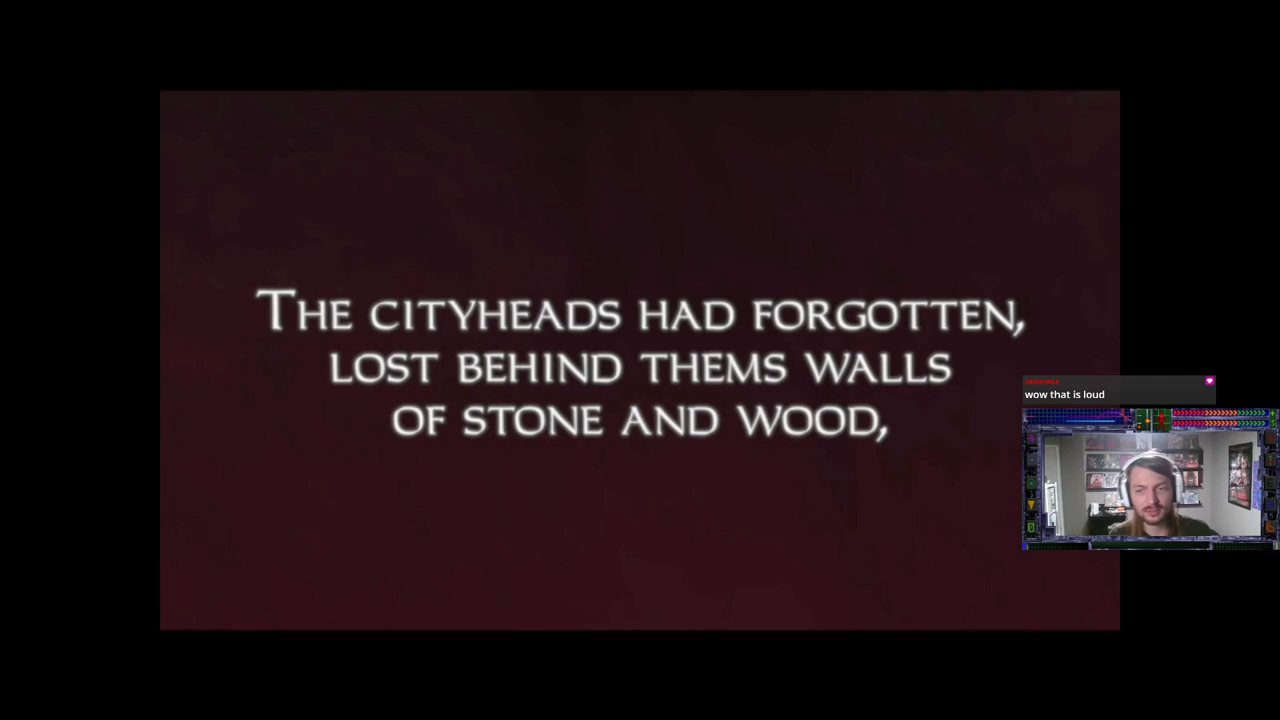 The cityheads had forgotten,
lost behind thems walls
of stone and wood,
wow that is loud